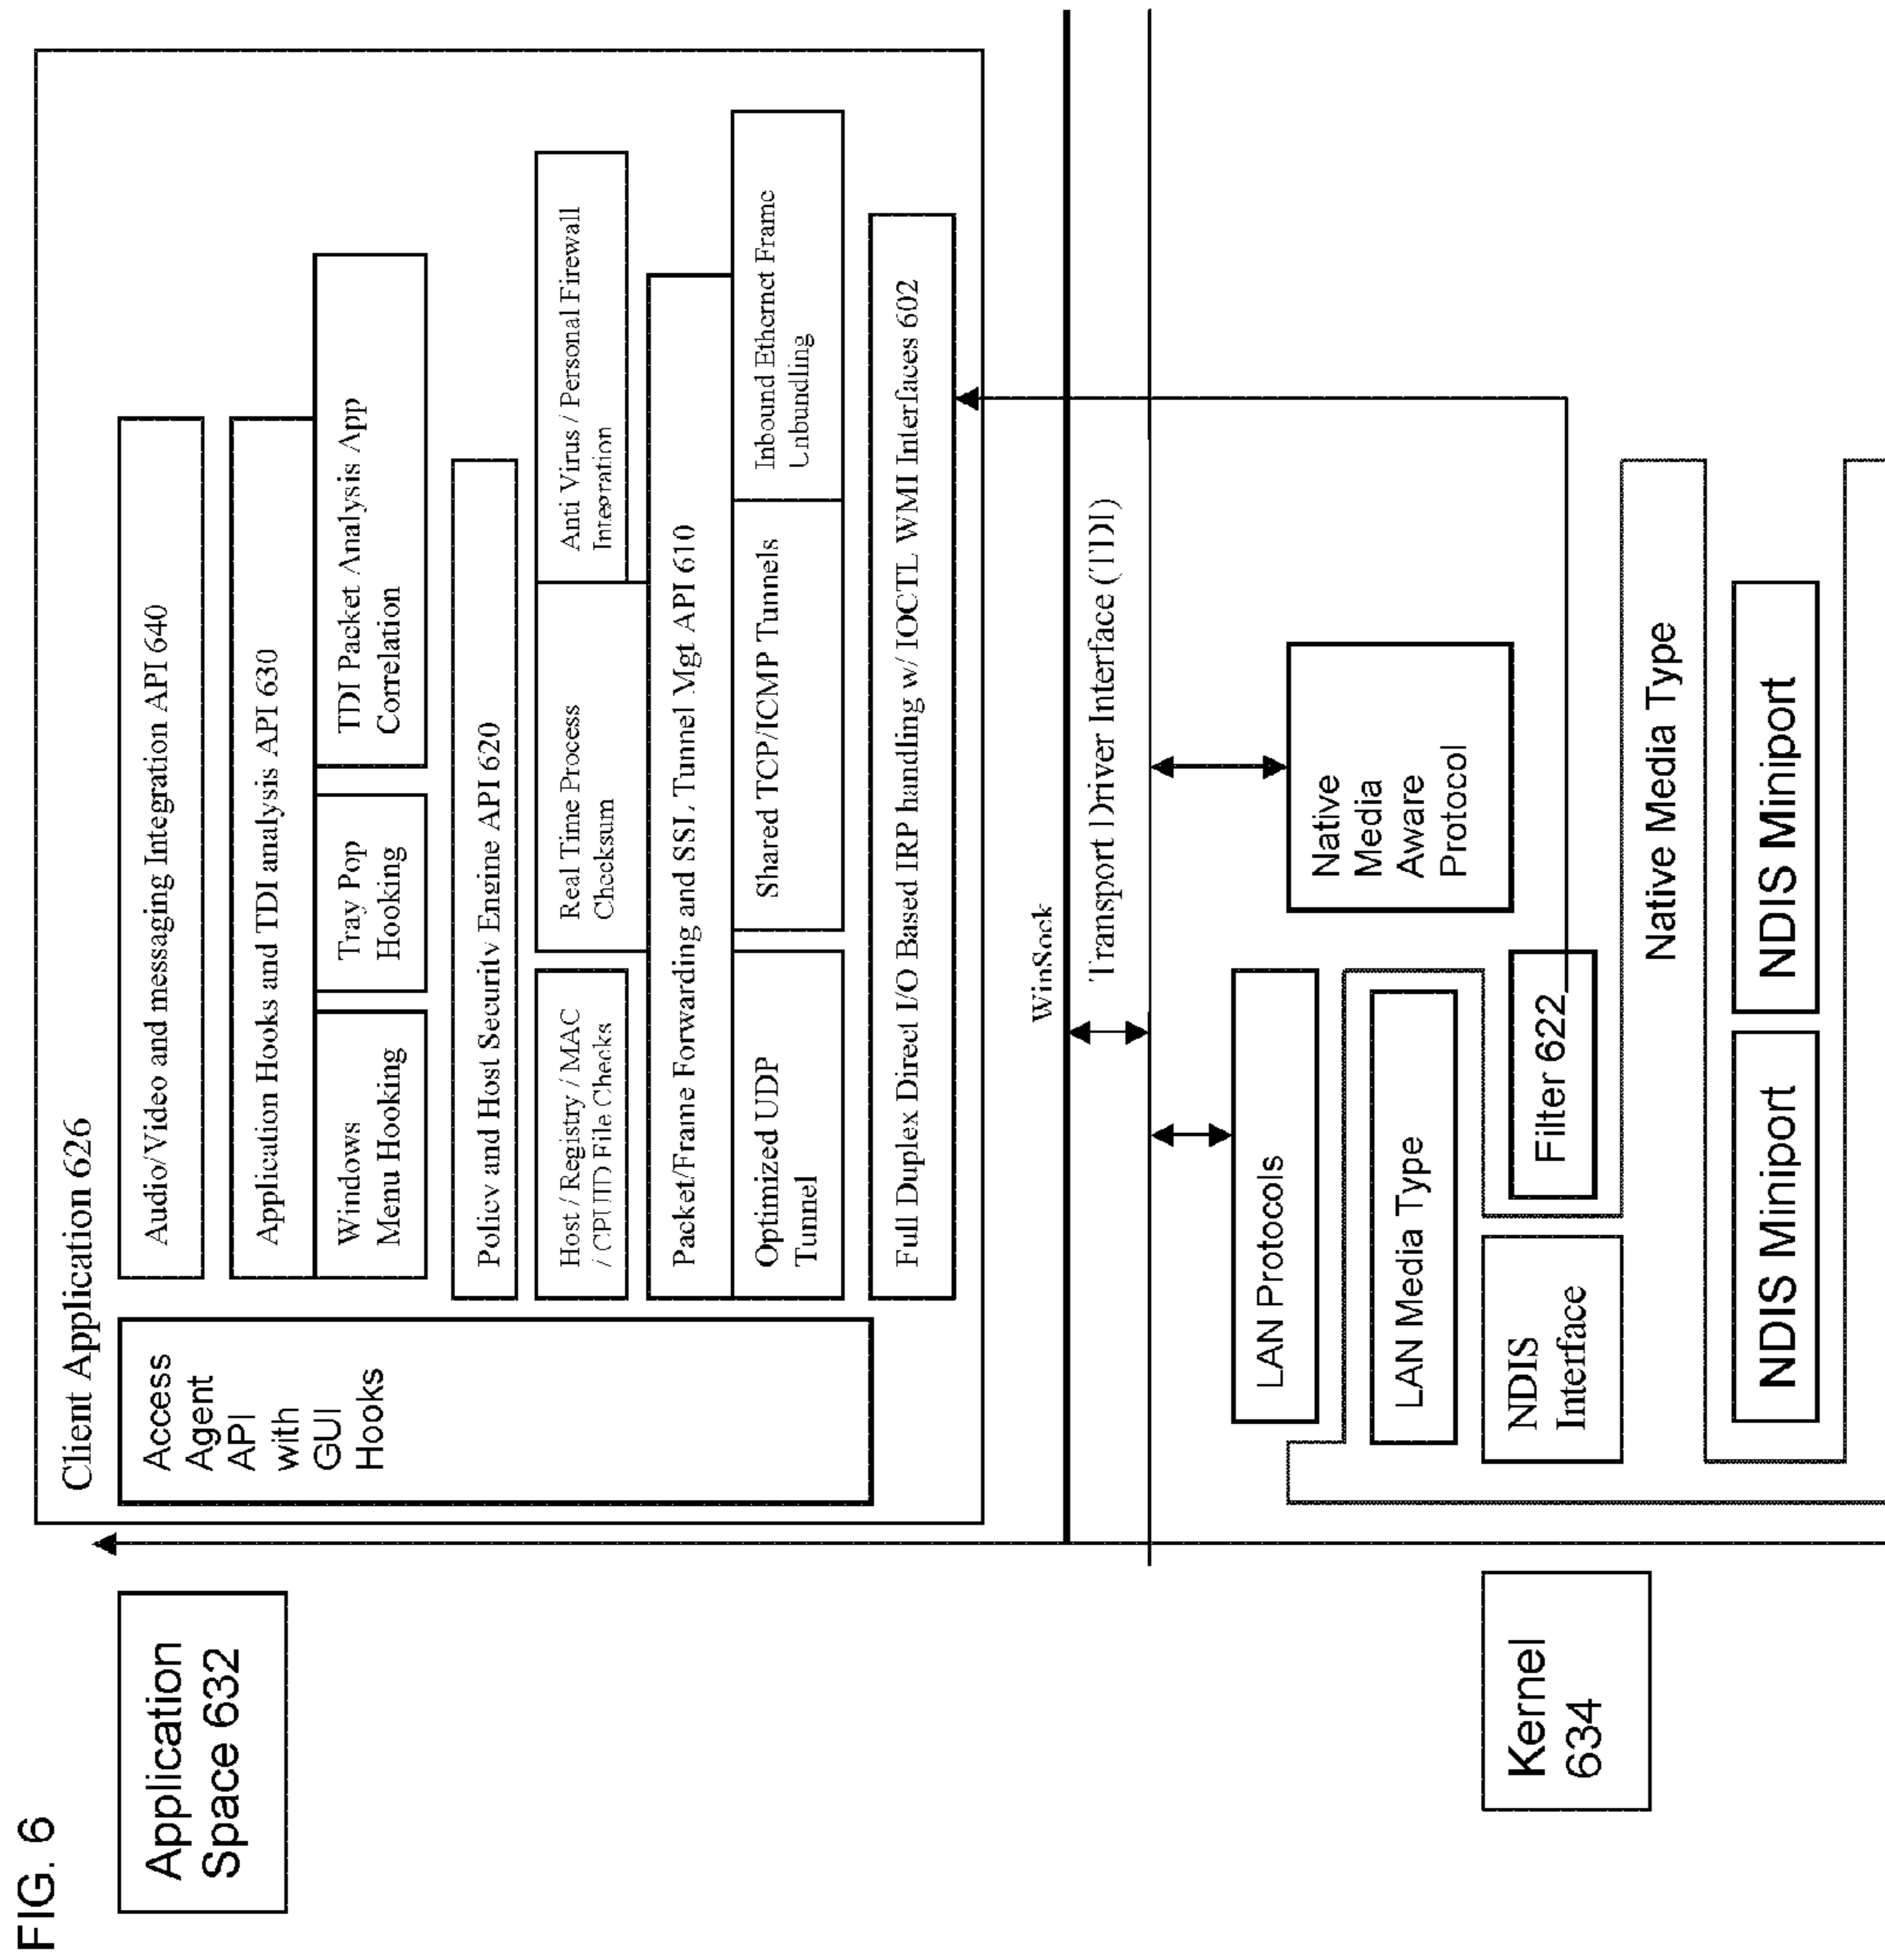 FIG. 6
Application
Space 632
Client Application 626
Access
Agent
API
with
GUI
Hooks
Audio/Video and messaging Integration API 640
Application Hooks and TDI analysis API 630
Windows
Menu Hooking
Tray Pop
Hooking
TDI Packet Analysis App
Correlation
Policy and Host Security Engine API 620
Host / Registry / MAC
/ CPUID File Checks
Real Time Process
Checksum
Anti Virus / Personal Firewall
Integration
Packet/Frame Forwarding and SSL Tunnel Mgt API 610
Optimized UDP
Tunnel
Shared TCP/ICMP Tunnels
Inbound Ethernet Frame
Unbundling
Full Duplex Direct I/O Based IRP handling w/ IOCTL WMI Interfaces 602
WinSock
Transport Driver Interface (TDI)
Kernel
634
LAN Protocols
Native
Media
Aware
Protocol
LAN Media Type
NDIS
Interface
Filter 622
Native Media Type
NDIS Miniport
NDIS Miniport